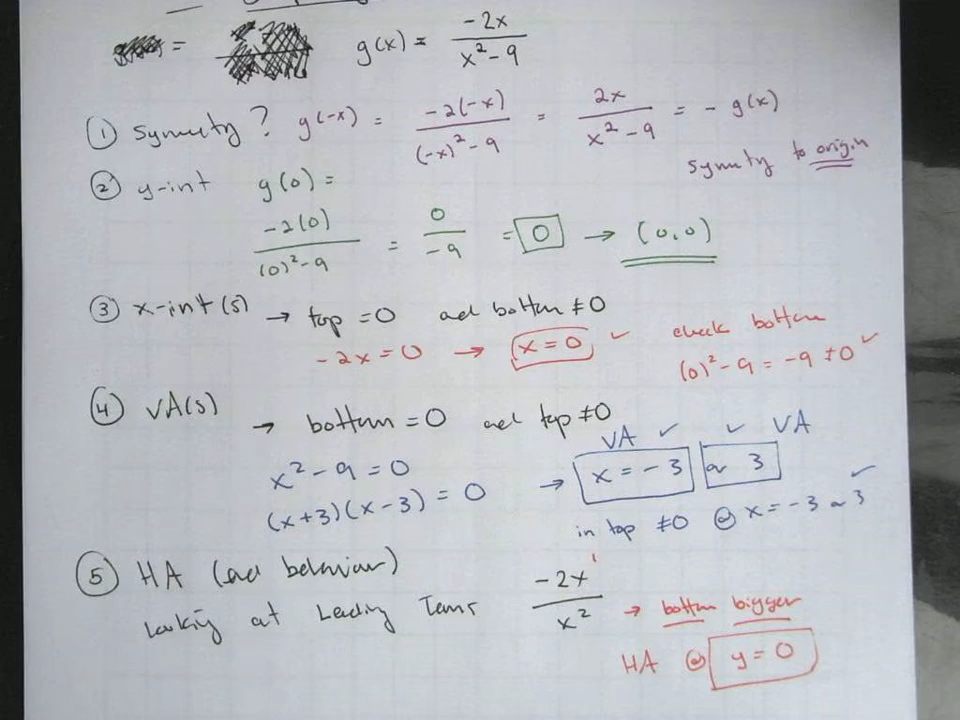 = g(x) = -2x / x² - 9
① Symmetry? g(-x) = -2(-x) / (-x)² - 9 = 2x / x² - 9 = - g(x)
symmetry to origin
② y-int g(0) =
-2(0) / (0)² - 9 = 0 / -9 = 0 → (0,0)
③ x-int(s) → top = 0 and bottom ≠ 0
-2x = 0 → x = 0 ✓ check bottom
(0)² - 9 = -9 ≠ 0 ✓
④ VA(s) → bottom = 0 and top ≠ 0
VA ✓ ✓ VA
x² - 9 = 0 → x = -3 or 3
(x+3)(x-3) = 0
in top ≠ 0 @ x = -3 or 3 ✓
⑤ HA (end behavior)
Looking at Leading Terms -2x¹ / x² → bottom bigger
HA @ y = 0